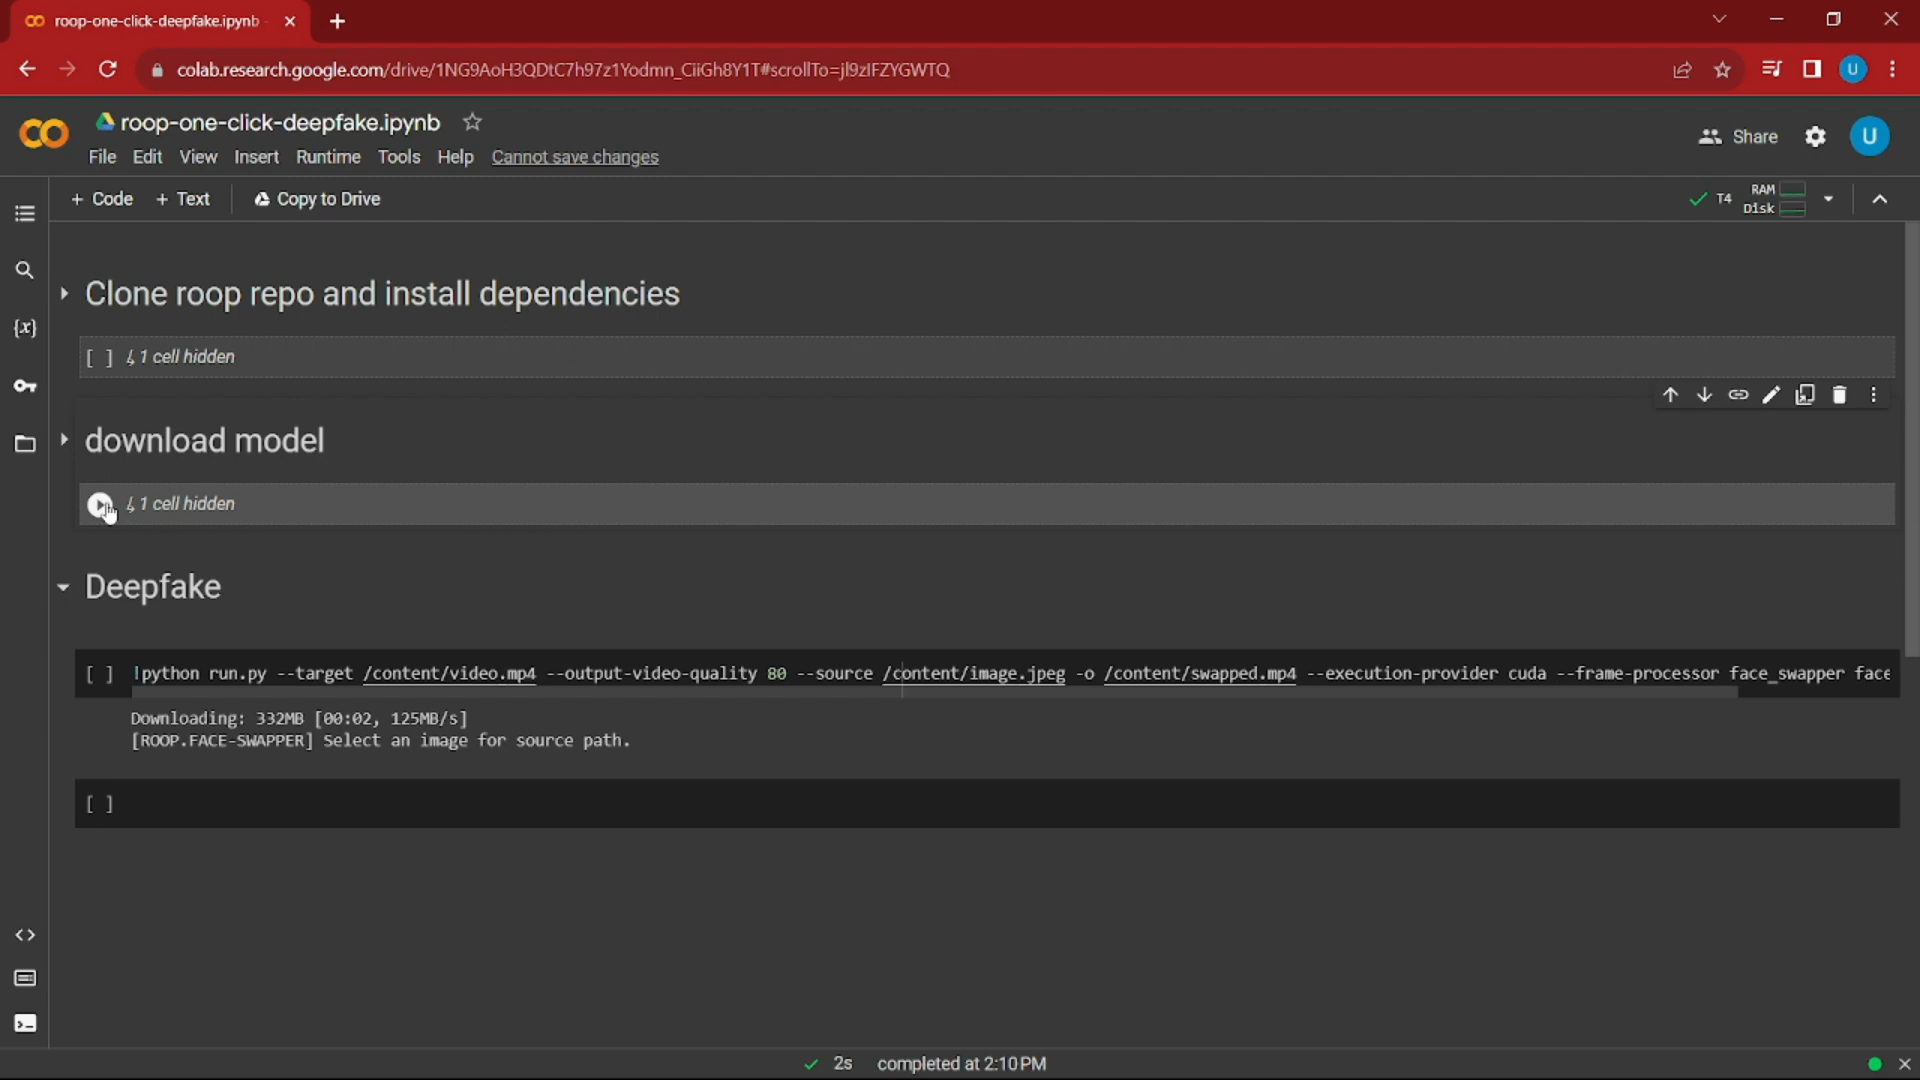 roop-one-click-deepfake.ipynb
colab.research.google.com/drive/1NG9AoH3QDtC7h97z1Yodmn_CiiGh8Y1T#scrollTo=jl9zIFZYGWTQ
U
roop-one-click-deepfake.ipynb
File Edit View Insert Runtime Tools Help Cannot save changes
Share
U
+ Code + Text Copy to Drive
T4 RAM
Disk
Clone roop repo and install dependencies
[ ] ↳ 1 cell hidden
{x}
download model
↳ 1 cell hidden
Deepfake
[ ] !python run.py --target /content/video.mp4 --output-video-quality 80 --source /content/image.jpeg -o /content/swapped.mp4 --execution-provider cuda --frame-processor face_swapper face
Downloading: 332MB [00:02, 125MB/s]
[ROOP.FACE-SWAPPER] Select an image for source path.
[ ]
2s completed at 2:10 PM